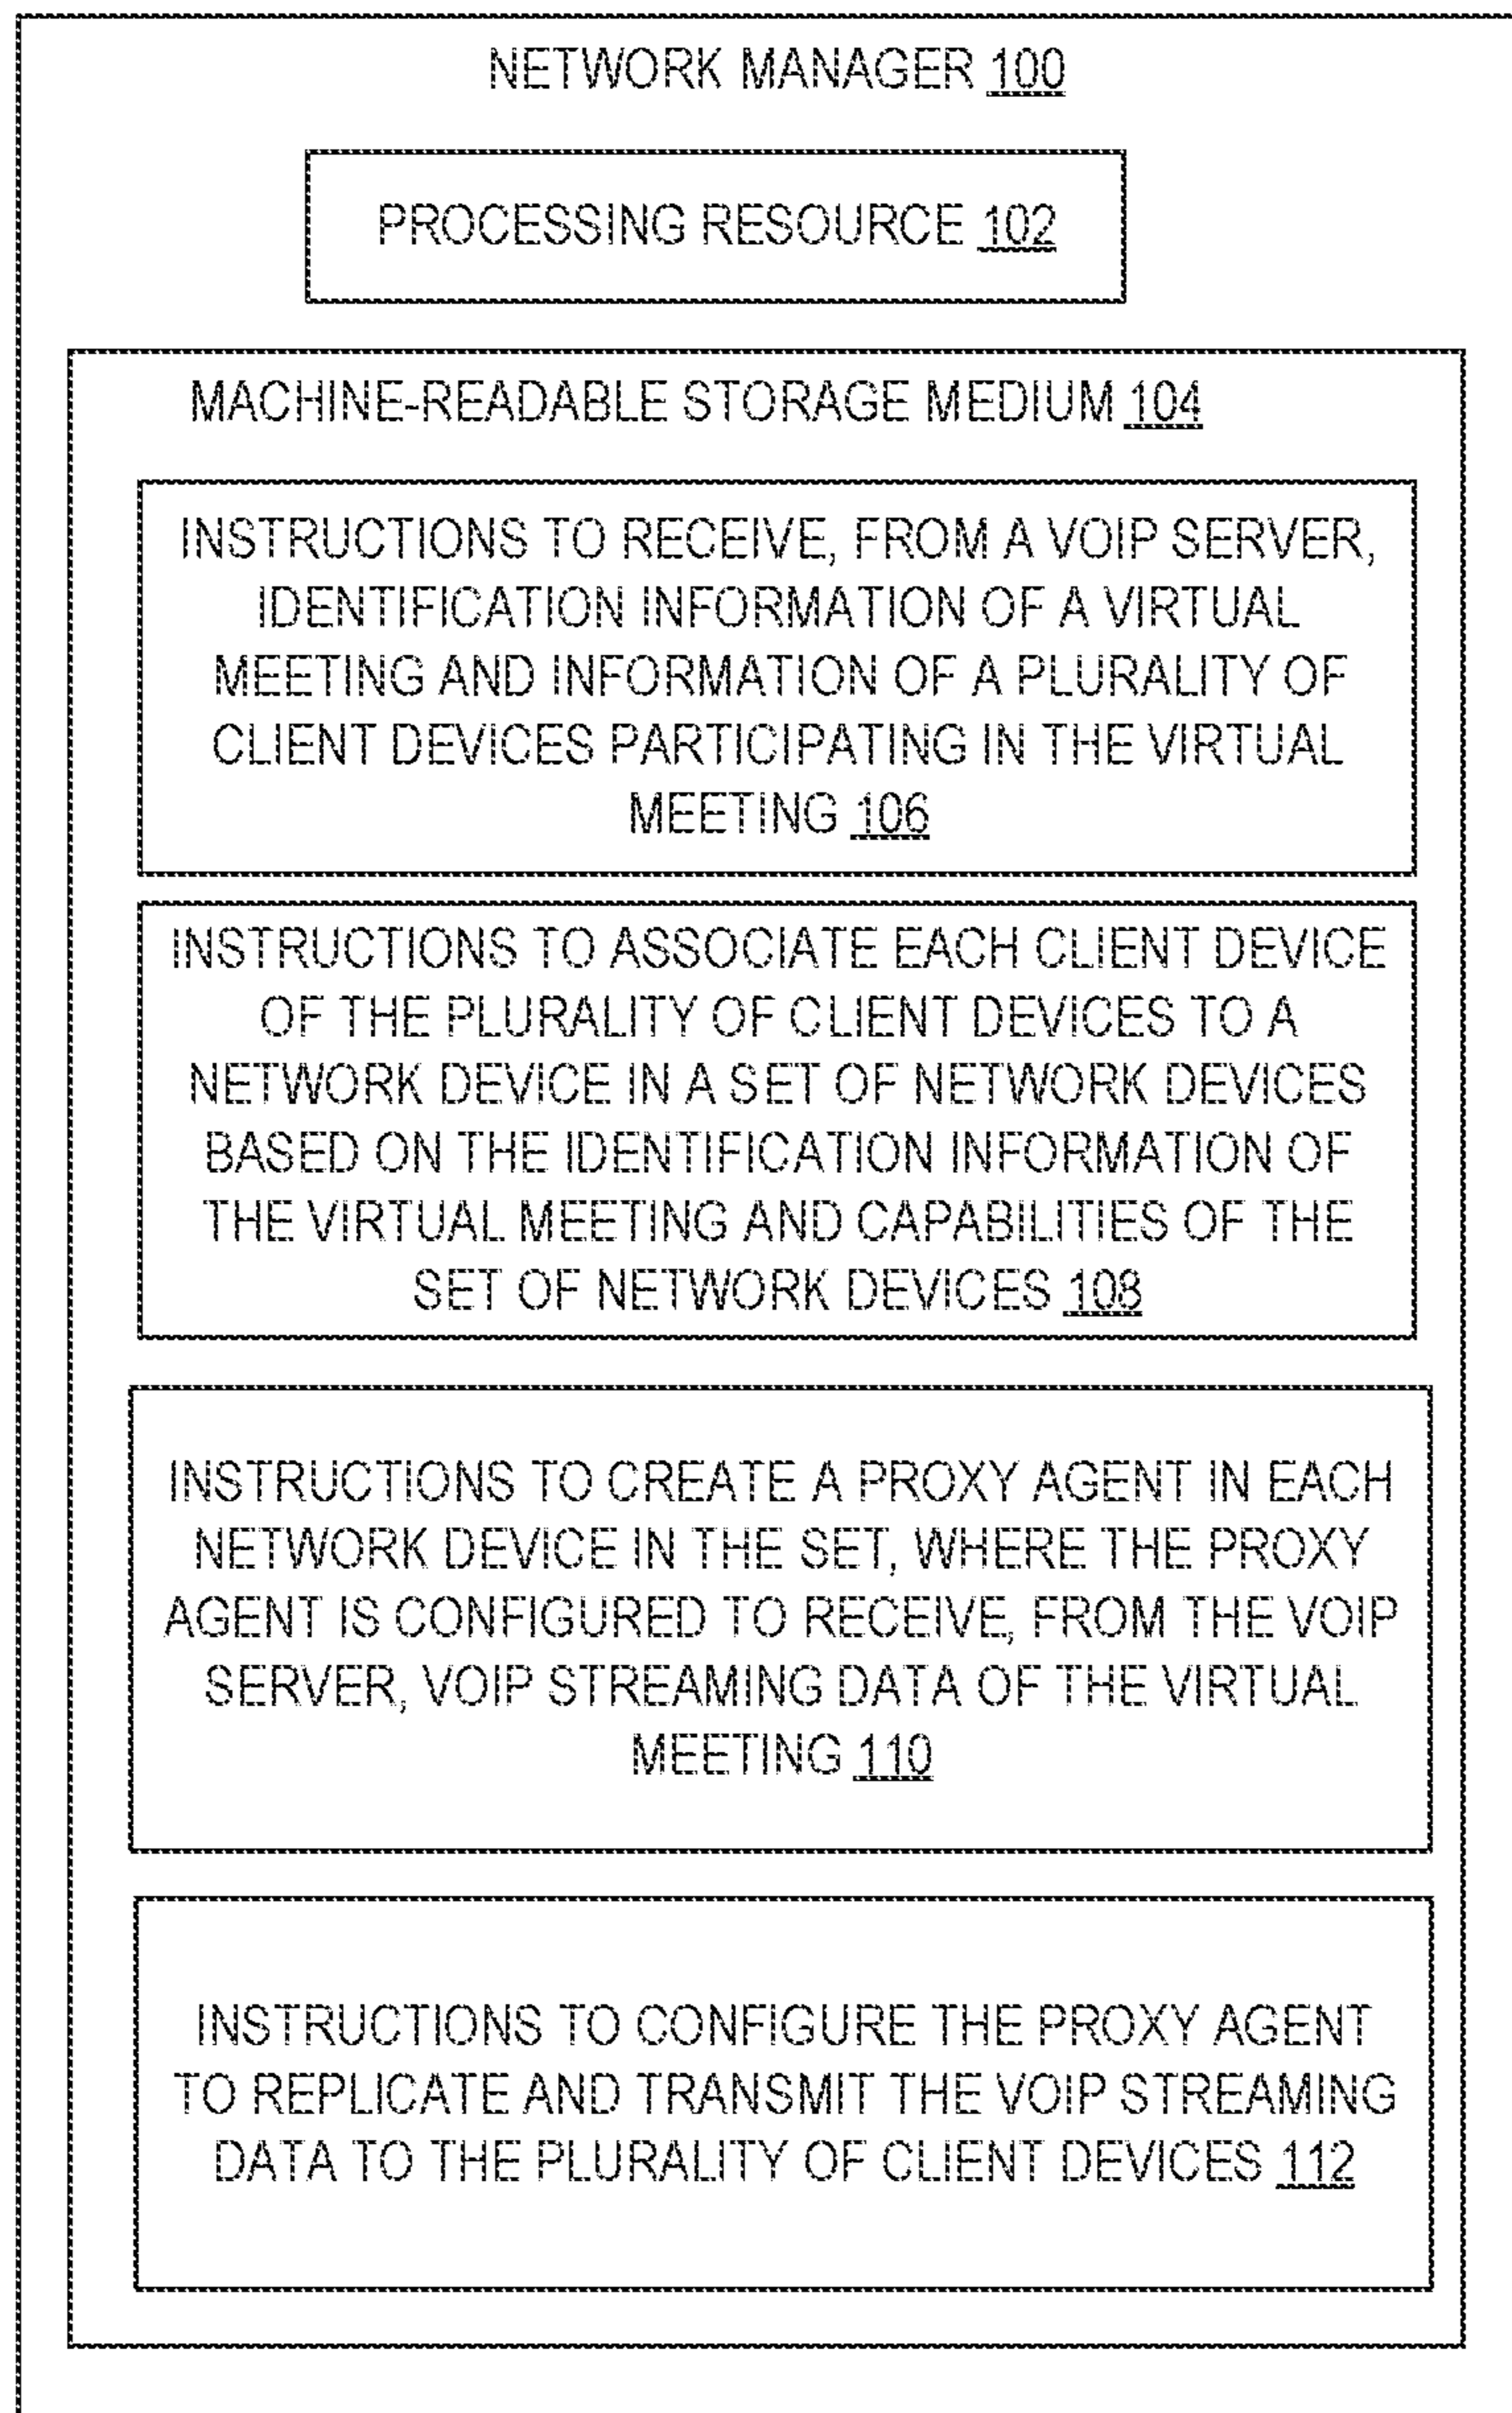 NETWORK MANAGER 100
PROCESSING RESOURCE 102
MACHINE-READABLE STORAGE MEDIUM 104
INSTRUCTIONS TO RECEIVE, FROM A VOIP SERVER,
IDENTIFICATION INFORMATION OF A VIRTUAL
MEETING AND INFORMATION OF A PLURALITY OF
CLIENT DEVICES PARTICIPATING IN THE VIRTUAL
MEETING 106
INSTRUCTIONS TO ASSOCIATE EACH CLIENT DEVICE
OF THE PLURALITY OF CLIENT DEVICES TO A
NETWORK DEVICE IN A SET OF NETWORK DEVICES
BASED ON THE IDENTIFICATION INFORMATION OF
THE VIRTUAL MEETING AND CAPABILITIES OF THE
SET OF NETWORK DEVICES 108
INSTRUCTIONS TO CREATE A PROXY AGENT IN EACH
NETWORK DEVICE IN THE SET, WHERE THE PROXY
AGENT IS CONFIGURED TO RECEIVE, FROM THE VOIP
SERVER, VOIP STREAMING DATA OF THE VIRTUAL
MEETING 110
INSTRUCTIONS TO CONFIGURE THE PROXY AGENT
TO REPLICATE AND TRANSMIT THE VOIP STREAMING
DATA TO THE PLURALITY OF CLIENT DEVICES 112